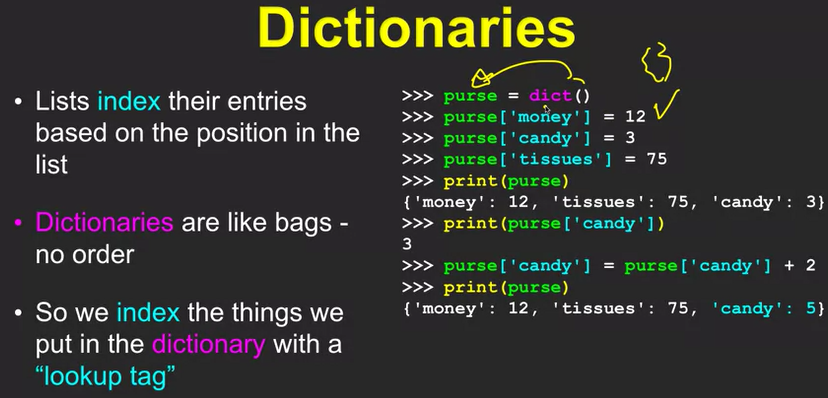 Dictionaries
• Lists index their entries
based on the position in the
list
• Dictionaries are like bags -
no order
• So we index the things we
put in the dictionary with a
“lookup tag”
>>> purse = dict()
>>> purse['money'] = 12
>>> purse['candy'] = 3
>>> purse['tissues'] = 75
>>> print(purse)
{'money': 12, 'tissues': 75, 'candy': 3}
>>> print(purse['candy'])
3
>>> purse['candy'] = purse['candy'] + 2
>>> print(purse)
{'money': 12, 'tissues': 75, 'candy': 5}